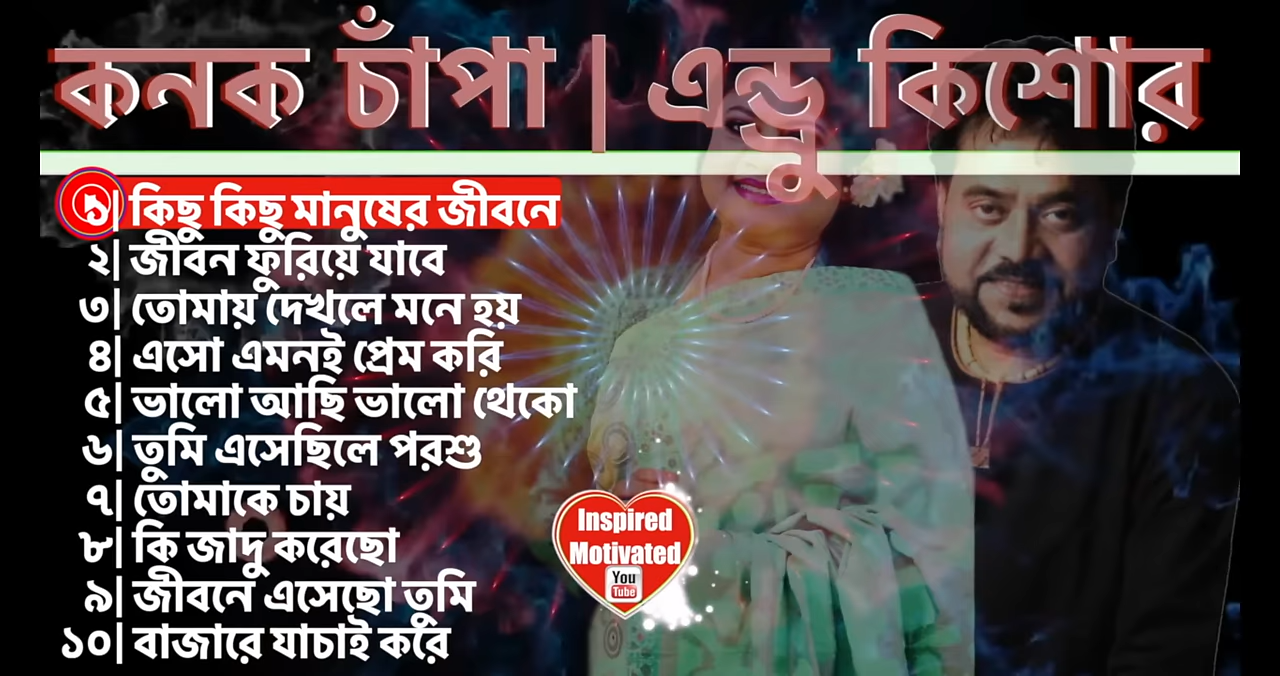 কনক চাঁপা | এন্ড্রু কিশোর
১| কিছু কিছু মানুষের জীবনে
২| জীবন ফুরিয়ে যাবে
৩| তোমায় দেখলে মনে হয়
৪| এসো এমনই প্রেম করি
৫| ভালো আছি ভালো থেকো
৬| তুমি এসেছিলে পরশু
৭| তোমাকে চায়
৮| কি জাদু করেছো
৯| জীবনে এসেছো তুমি
১০| বাজারে যাচাই করে
Inspired
Motivated
You
Tube